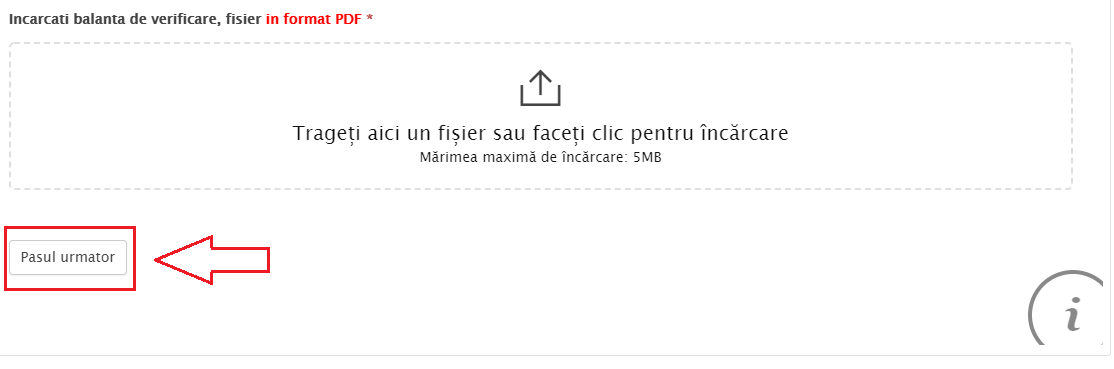 Incarcati balanta de verificare, fisier in format PDF *
Trageți aici un fișier sau faceți clic pentru încărcare
Mărimea maximă de încărcare: 5MB
Pasul urmator
i